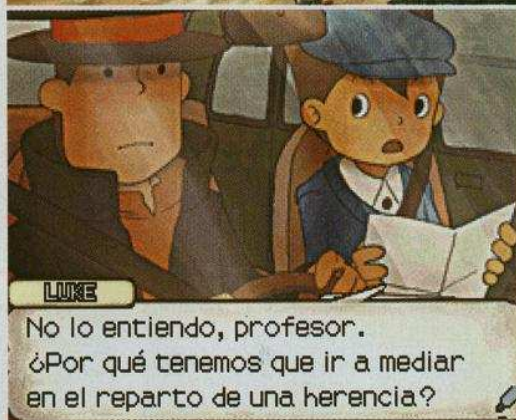 LUKE
No lo entiendo, profesor.
¿Por qué tenemos que ir a mediar
en el reparto de una herencia?